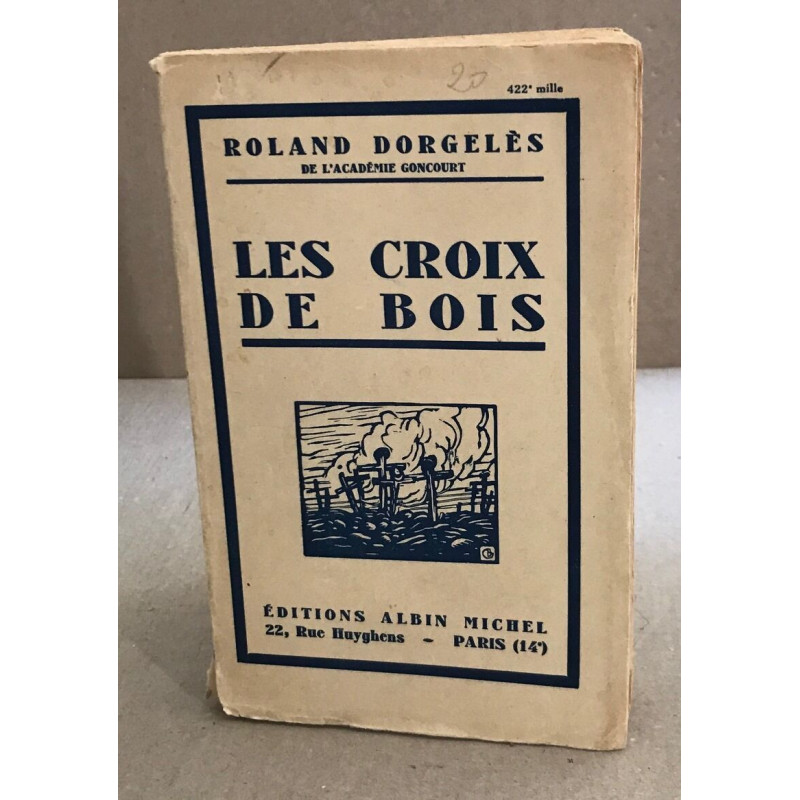 20
422e mille
ROLAND DORGELÈS
DE L'ACADÉMIE GONCOURT
LES CROIX
DE BOIS
ÉDITIONS ALBIN MICHEL
22, Rue Huyghens – PARIS (14e)